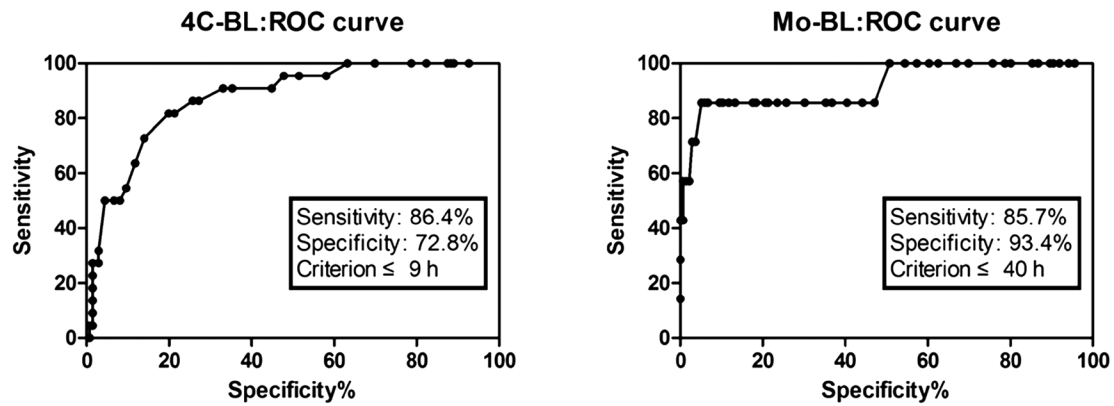 4C-BL:ROC curve
100
80
60
40
20
0
Sensitivity
Sensitivity: 86.4%
Specificity: 72.8%
Criterion ≤ 9 h
0 20 40 60 80 100
Specificity%
Mo-BL:ROC curve
100
80
60
40
20
0
Sensitivity
Sensitivity: 85.7%
Specificity: 93.4%
Criterion ≤ 40 h
0 20 40 60 80 100
Specificity%